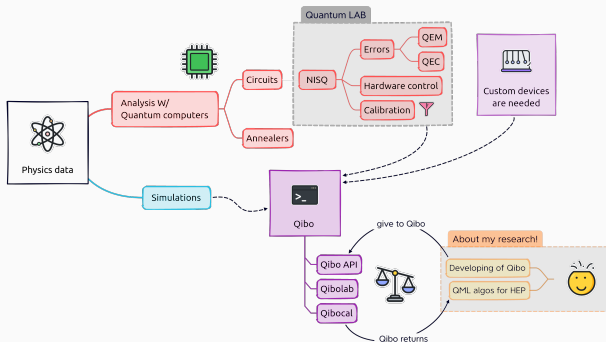 Quantum LAB
QEM
Errors
QEC
Circuits
NISQ
Hardware control
Custom devices
are needed
Analysis W/
Quantum computers
Calibration
Annealers
Physics data
Simulations
>_
Qibo
give to Qibo
About my research!
Qibo API
Developing of Qibo
Qibolab
QML algos for HEP
Qibocal
Qibo returns